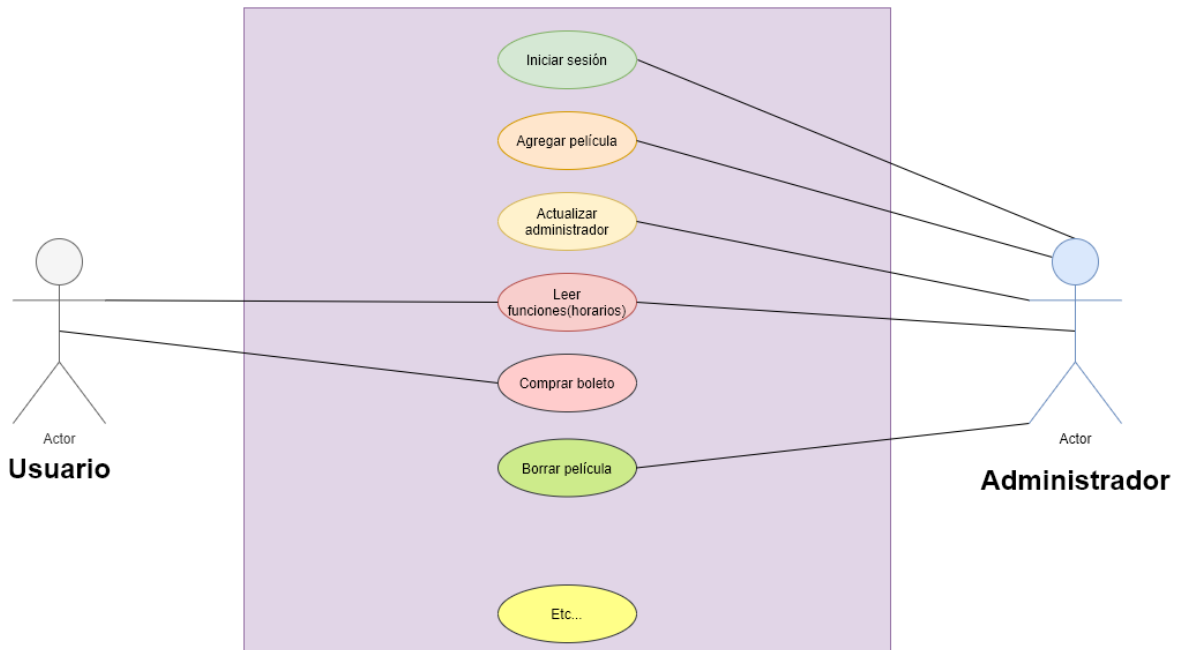 Iniciar sesión
Agregar película
Actualizar
administrador
Leer
funciones(horarios)
Comprar boleto
Borrar película
Etc...
Actor
Usuario
Actor
Administrador